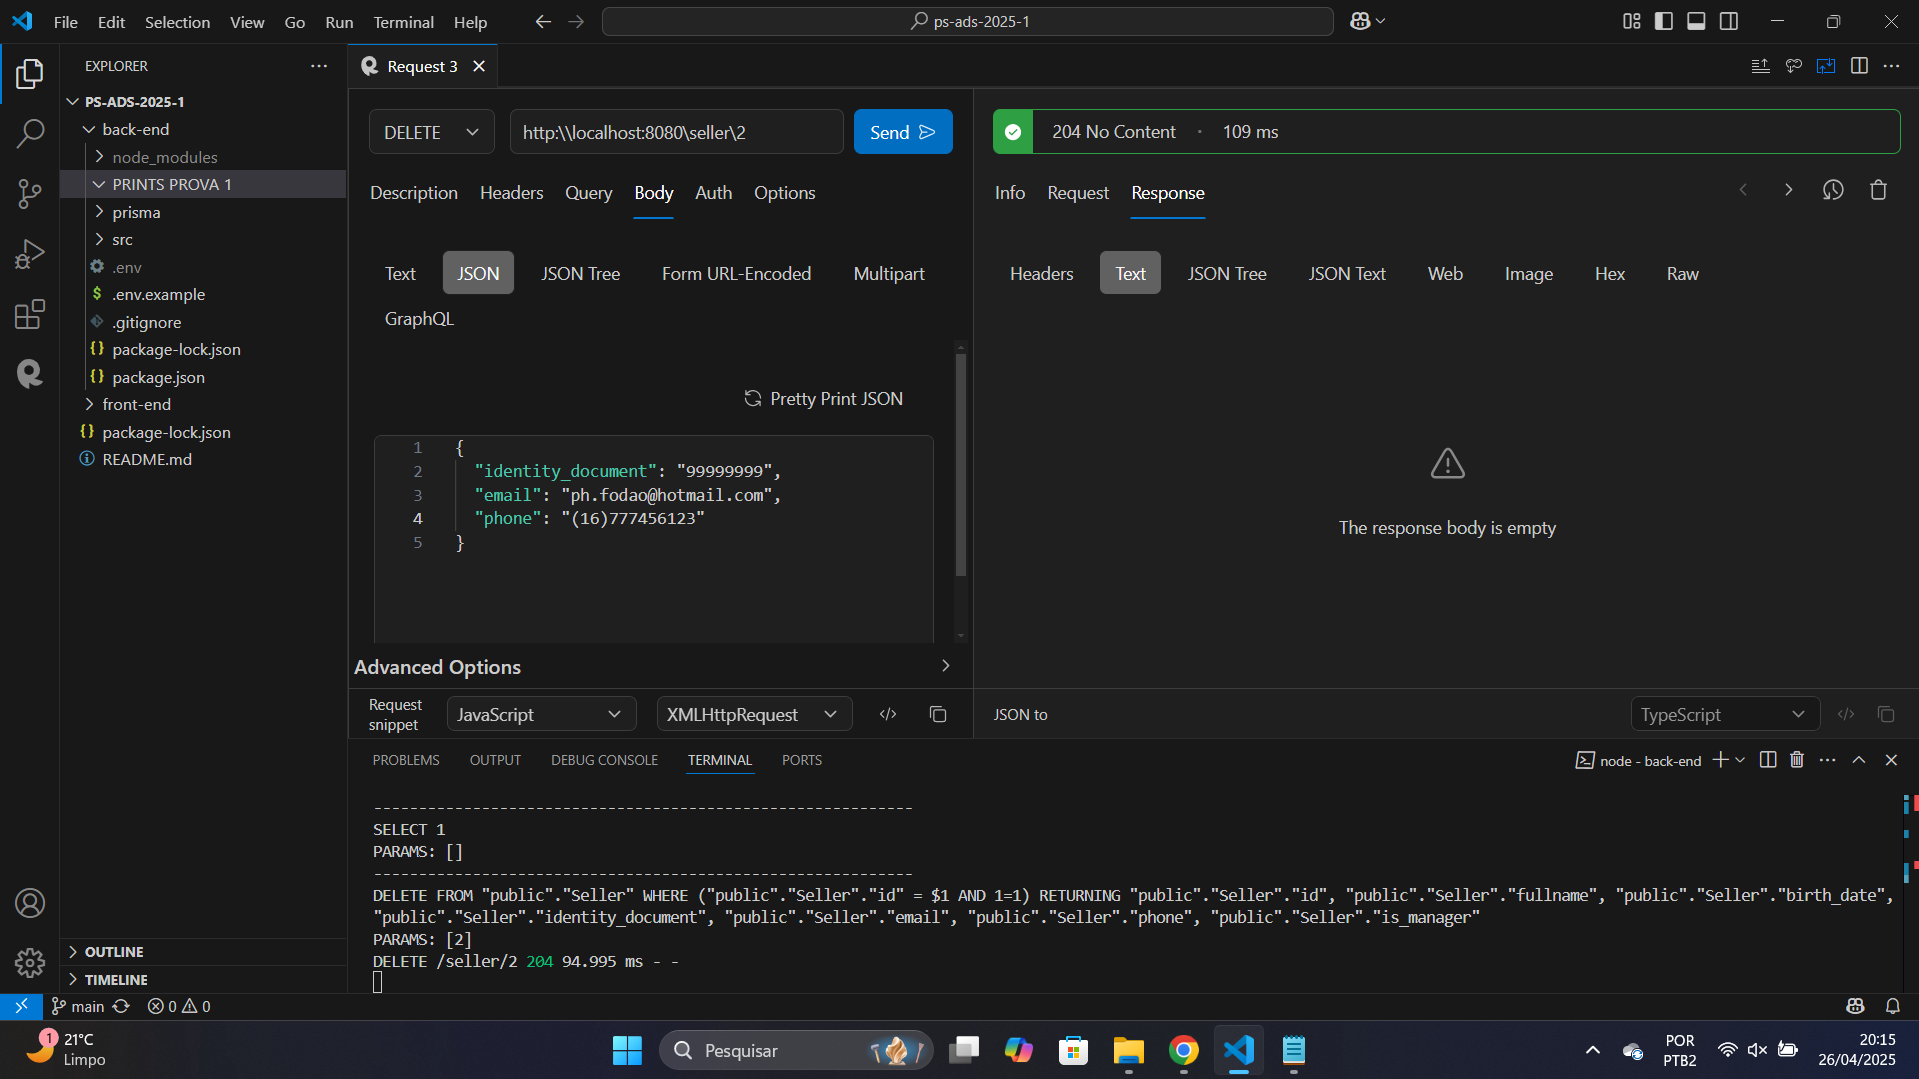 File Edit Selection View Go Run Terminal Help
ps-ads-2025-1
EXPLORER
PS-ADS-2025-1
back-end
node_modules
PRINTS PROVA 1
prisma
src
.env
.env.example
.gitignore
package-lock.json
package.json
front-end
package-lock.json
README.md
OUTLINE
TIMELINE
Request 3
DELETE
http:\\localhost:8080\seller\2
Send
Description Headers Query Body Auth Options
Text JSON JSON Tree Form URL-Encoded Multipart
GraphQL
Pretty Print JSON
1 {
2 "identity_document": "99999999",
3 "email": "ph.fodao@hotmail.com",
4 "phone": "(16)777456123"
5 }
Advanced Options
Request snippet JavaScript XMLHttpRequest
204 No Content · 109 ms
Info Request Response
Headers Text JSON Tree JSON Text Web Image Hex Raw
The response body is empty
JSON to TypeScript
PROBLEMS OUTPUT DEBUG CONSOLE TERMINAL PORTS
node - back-end
------------------------------------------------------------
SELECT 1
PARAMS: []
------------------------------------------------------------
DELETE FROM "public"."Seller" WHERE ("public"."Seller"."id" = $1 AND 1=1) RETURNING "public"."Seller"."id", "public"."Seller"."fullname", "public"."Seller"."birth_date",
"public"."Seller"."identity_document", "public"."Seller"."email", "public"."Seller"."phone", "public"."Seller"."is_manager"
PARAMS: [2]
DELETE /seller/2 204 94.995 ms - -
main 0 0
1
21°C
Limpo
Pesquisar
POR
PTB2
20:15
26/04/2025